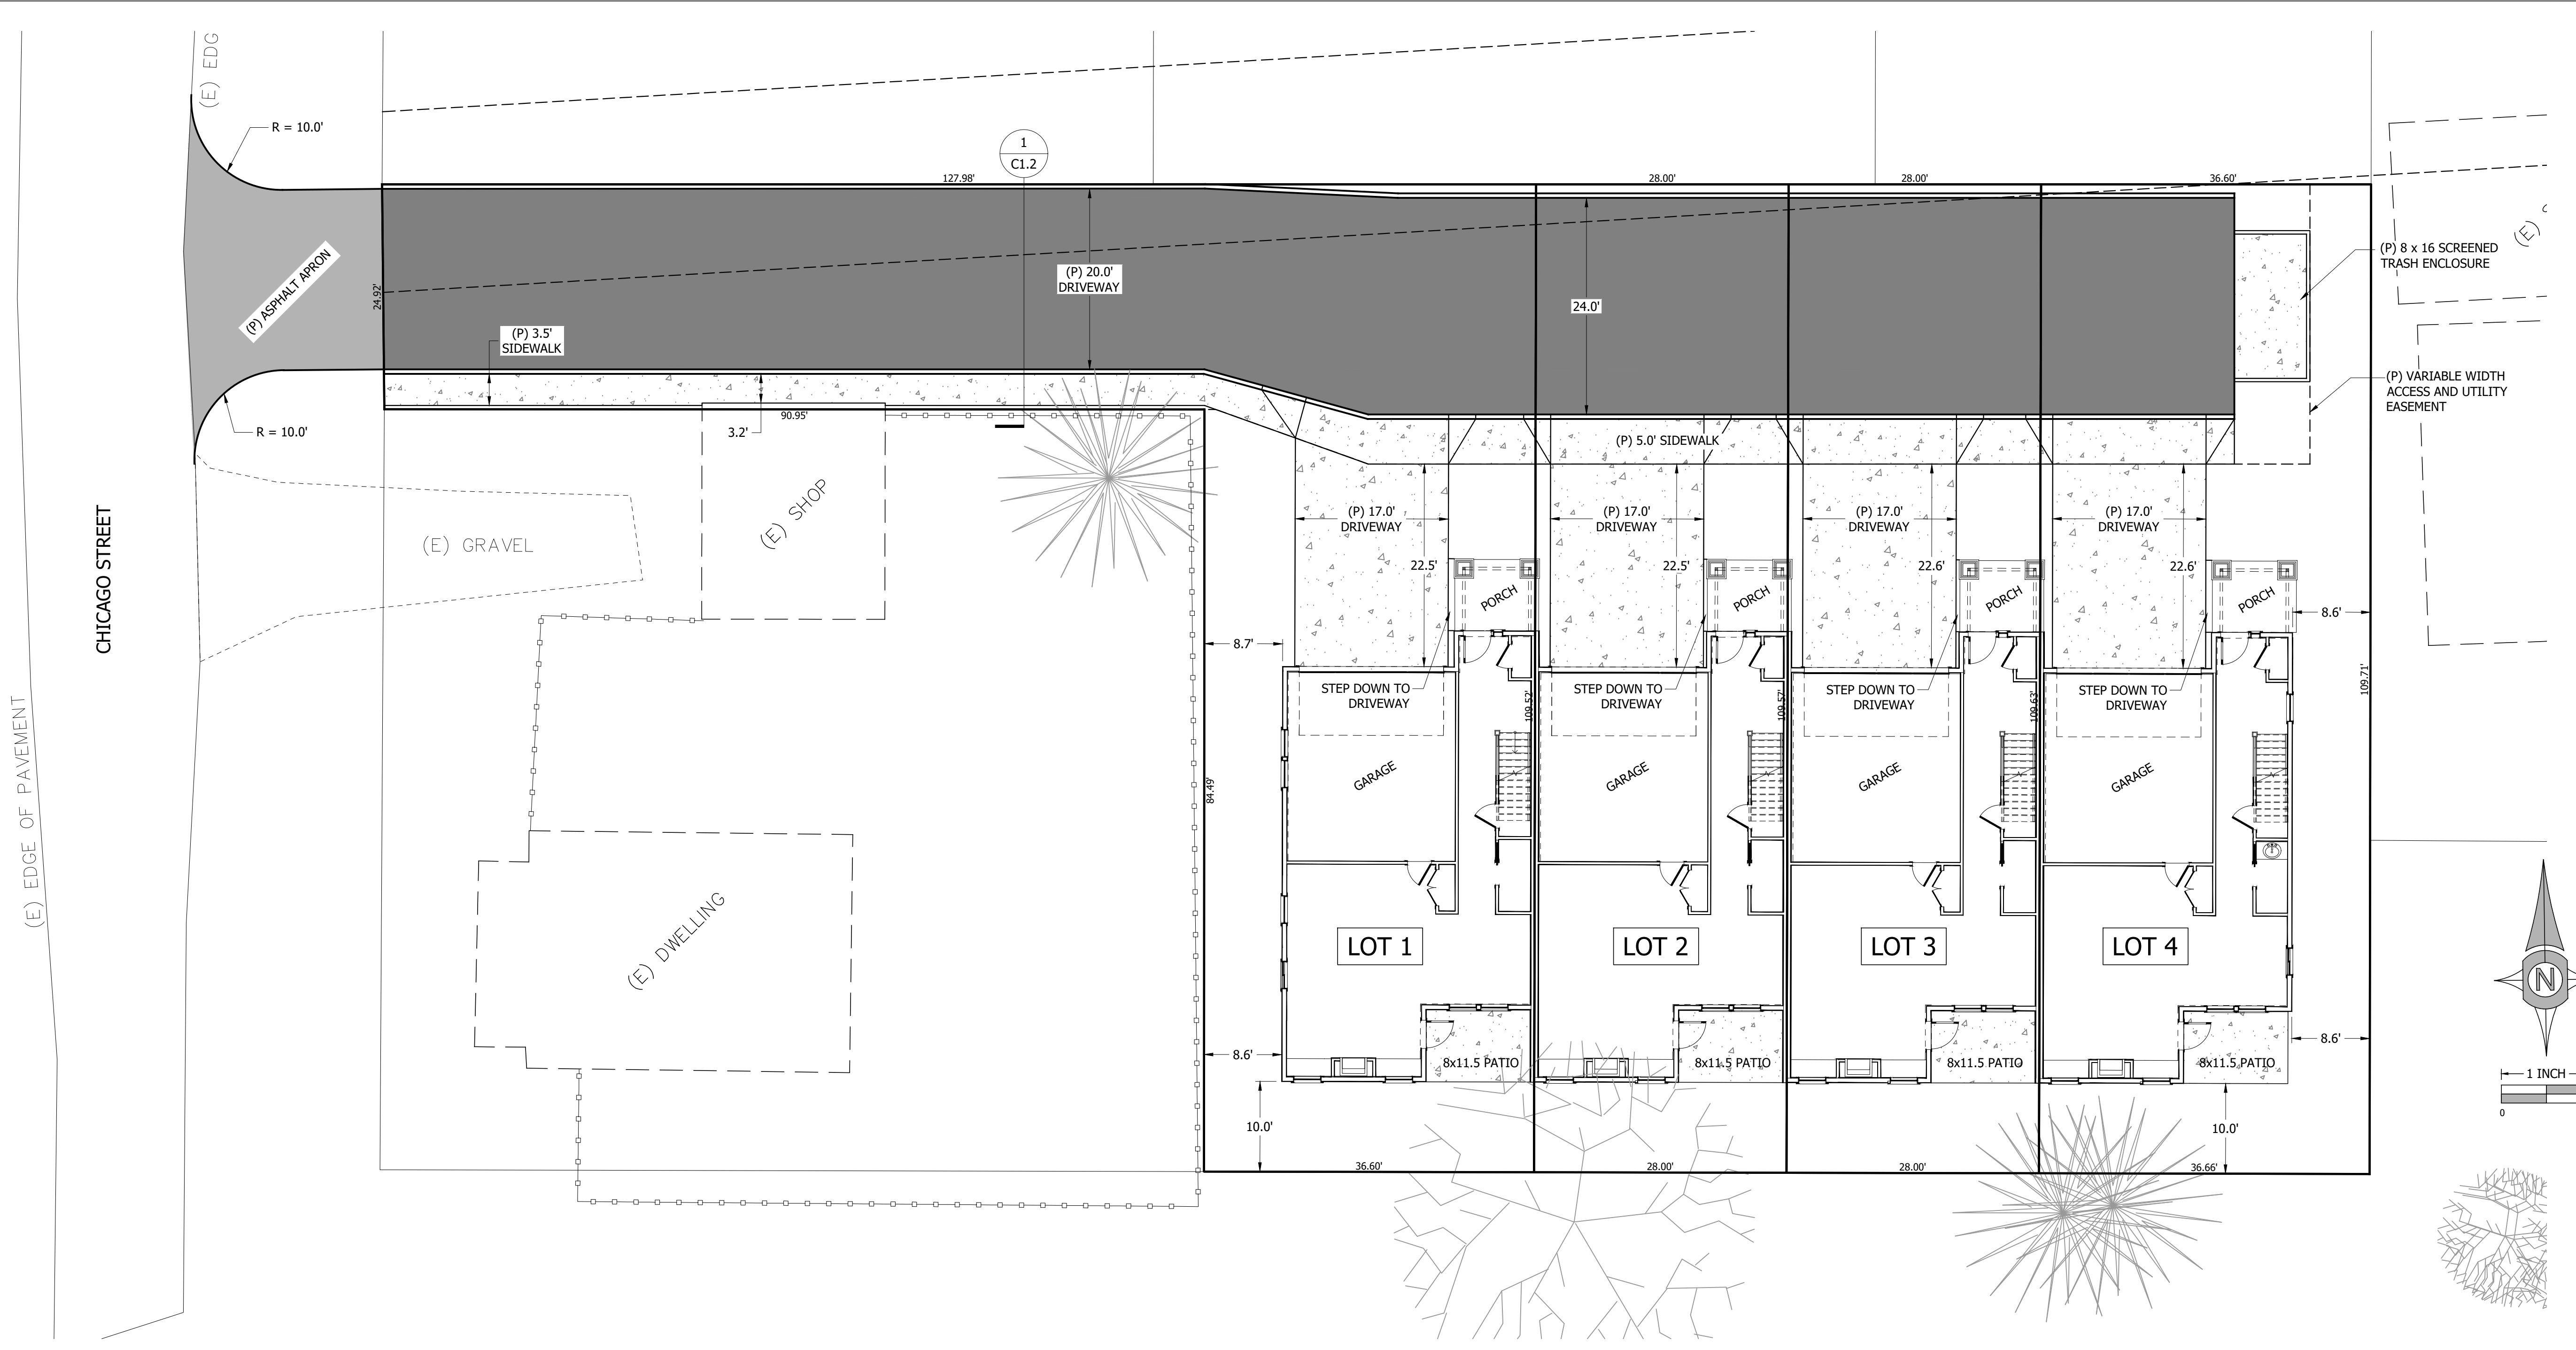 (E) EDG
R = 10.0'
1
C1.2
127.98'
28.00'
28.00'
36.60'
(P) 8 x 16 SCREENED
TRASH ENCLOSURE
(P) ASPHALT APRON
24.92'
(P) 20.0'
DRIVEWAY
24.0'
(P) 3.5'
SIDEWALK
(P) VARIABLE WIDTH
ACCESS AND UTILITY
EASEMENT
R = 10.0'
90.95'
3.2'
(P) 5.0' SIDEWALK
(E) GRAVEL
(E) SHOP
CHICAGO STREET
(P) 17.0'
DRIVEWAY
(P) 17.0'
DRIVEWAY
(P) 17.0'
DRIVEWAY
(P) 17.0'
DRIVEWAY
22.5'
22.5'
22.6'
22.6'
PORCH
PORCH
PORCH
PORCH
8.6'
8.7'
109.71'
STEP DOWN TO
DRIVEWAY
STEP DOWN TO
DRIVEWAY
STEP DOWN TO
DRIVEWAY
STEP DOWN TO
DRIVEWAY
109.52'
109.57'
109.63'
84.49'
GARAGE
GARAGE
GARAGE
GARAGE
(E) EDGE OF PAVEMENT
(E) DWELLING
LOT 1
LOT 2
LOT 3
LOT 4
N
8.6'
8x11.5 PATIO
8x11.5 PATIO
8x11.5 PATIO
8x11.5 PATIO
8.6'
1 INCH
0
10.0'
10.0'
36.60'
28.00'
28.00'
36.66'